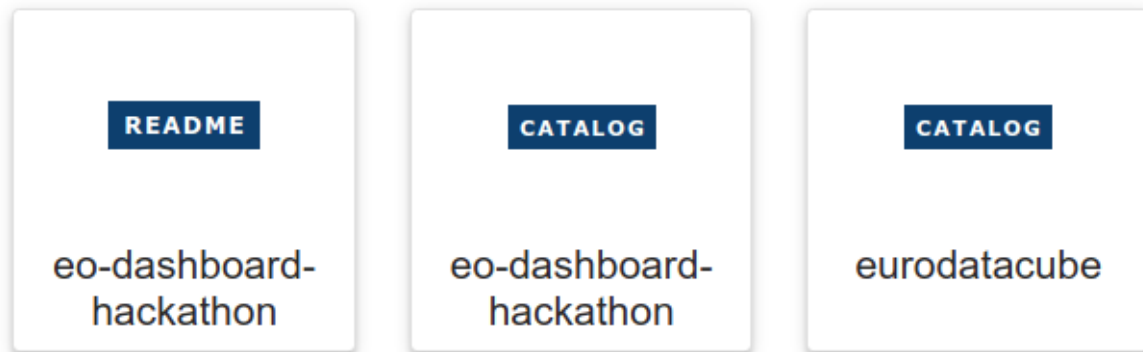 README
eo-dashboard-
hackathon
CATALOG
eo-dashboard-
hackathon
CATALOG
eurodatacube